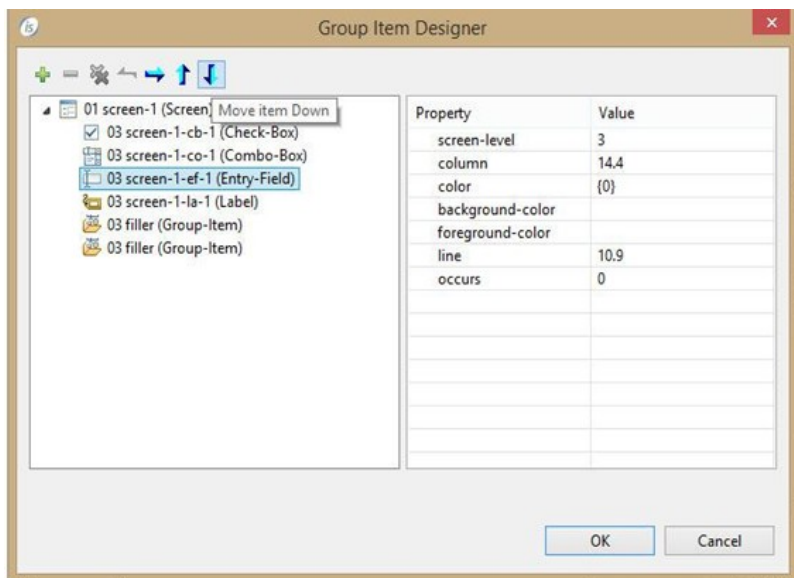 is
Group Item Designer
01 screen-1 (Screen)
Move item Down
03 screen-1-cb-1 (Check-Box)
03 screen-1-co-1 (Combo-Box)
03 screen-1-ef-1 (Entry-Field)
03 screen-1-la-1 (Label)
03 filler (Group-Item)
03 filler (Group-Item)
Property Value
screen-level 3
column 14.4
color {0}
background-color
foreground-color
line 10.9
occurs 0
OK Cancel